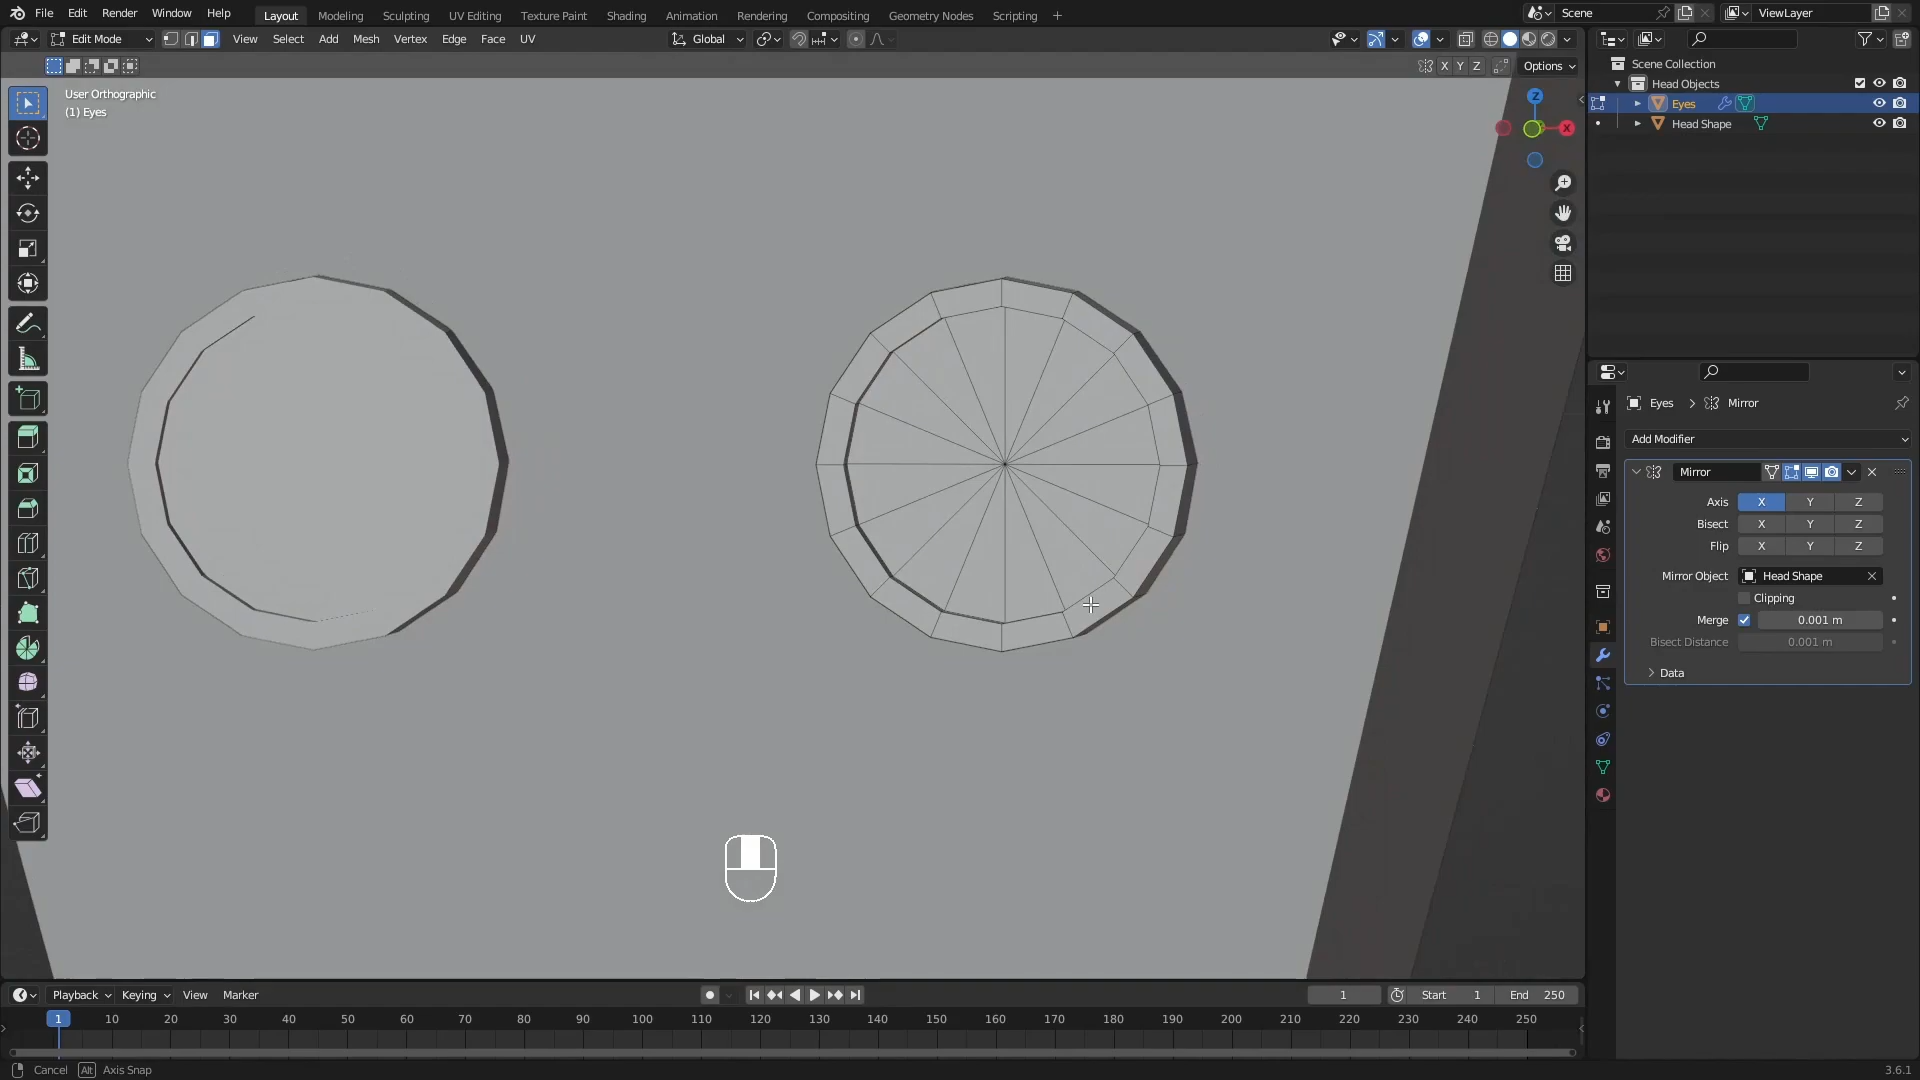 File Edit Render Window Help Layout Modeling Sculpting UV Editing Texture Paint Shading Animation Rendering Compositing Geometry Nodes Scripting + Scene ViewLayer
Edit Mode View Select Add Mesh Vertex Edge Face UV Global
X Y Z Options
User Orthographic
(1) Eyes
Z
X
Scene Collection
Head Objects
Eyes
Head Shape
Eyes > Mirror
Add Modifier
Mirror
Axis X Y Z
Bisect X Y Z
Flip X Y Z
Mirror Object Head Shape
Clipping
Merge 0.001 m
Bisect Distance 0.001 m
Data
Playback Keying View Marker 1 Start 1 End 250
1 10 20 30 40 50 60 70 80 90 100 110 120 130 140 150 160 170 180 190 200 210 220 230 240 250
Cancel Alt Axis Snap 3.6.1